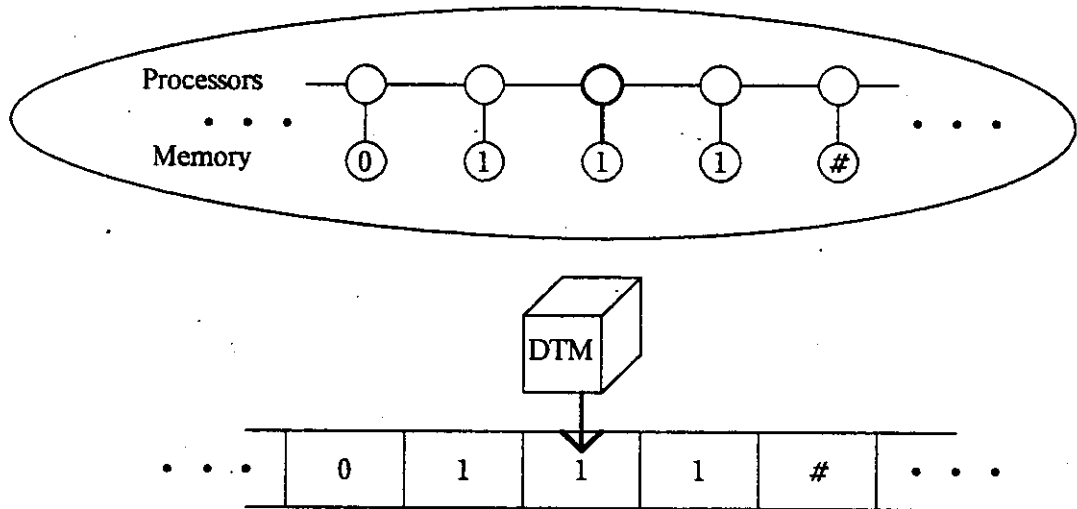 Processors
• • • • • •
Memory 0 1 1 1 #
DTM
• • • 0 1 1 1 # • • •